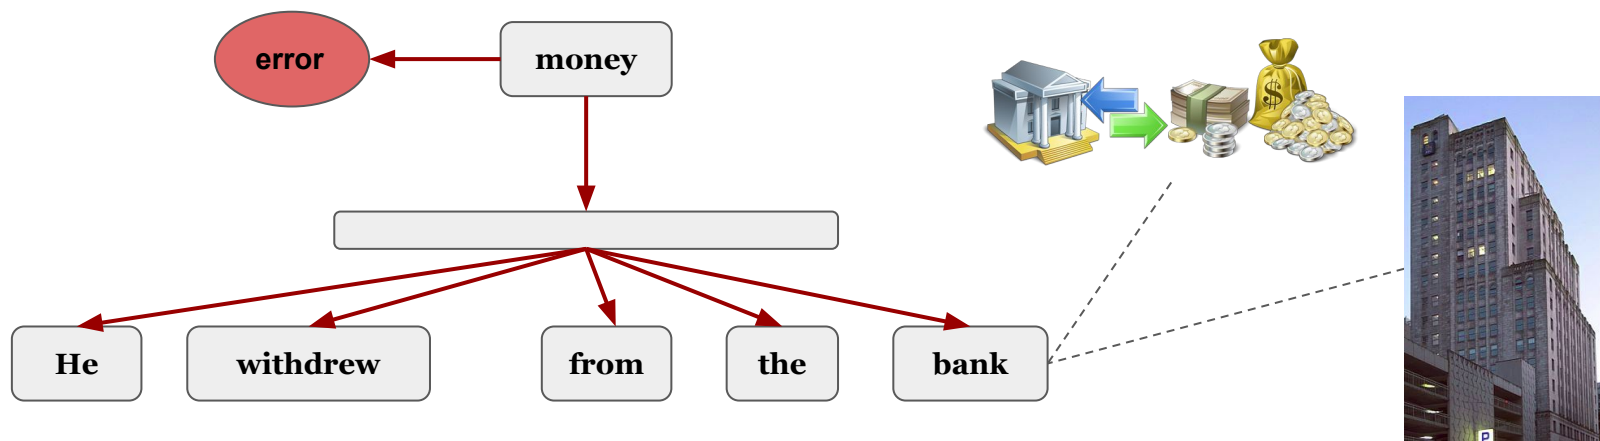 error
money
$
He
withdrew
from
the
bank
P